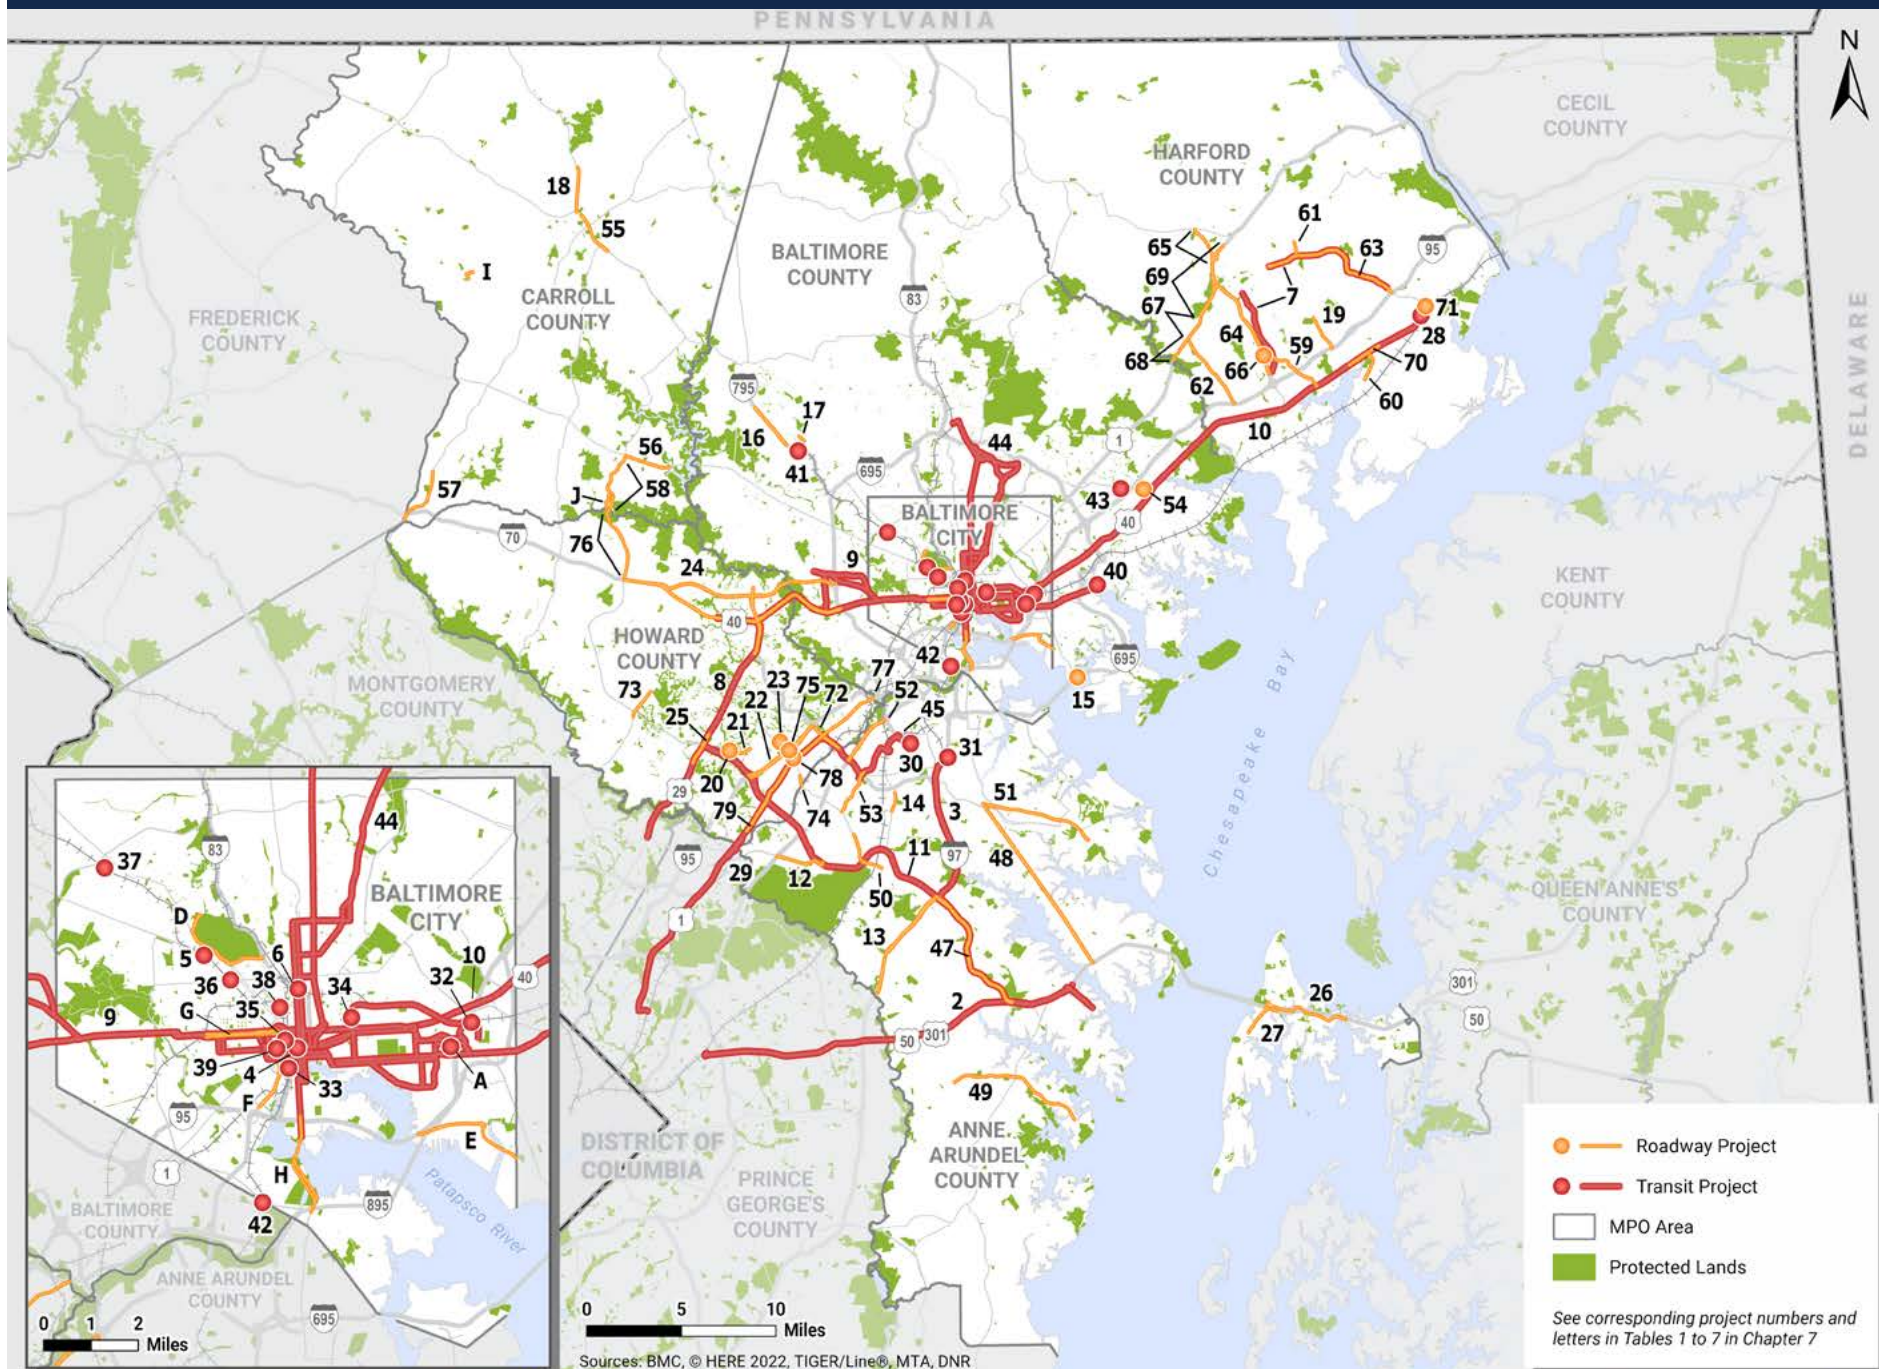 PENNSYLVANIA
N
CECIL
COUNTY
HARFORD
COUNTY
18
55
I
CARROLL
COUNTY
BALTIMORE
COUNTY
83
FREDERICK
COUNTY
65
69
67
68
61
63
95
7
19
71
28
64
59
66
70
62
60
10
DELAWARE
795
17
16
41
695
44
1
43
54
40
56
58
J
57
76
70
24
9
BALTIMORE
CITY
40
KENT
COUNTY
40
HOWARD
COUNTY
42
695
15
MONTGOMERY
COUNTY
73
8
77
23
75
72
52
22
45
25
21
31
30
20
78
29
79
74
53
14
51
3
Chesapeake Bay
95
29
12
11
97
48
50
1
13
47
QUEEN ANNE'S
COUNTY
2
50
301
26
27
301
50
49
ANNE
ARUNDEL
COUNTY
DISTRICT OF
COLUMBIA
PRINCE
GEORGE'S
COUNTY
44
83
37
BALTIMORE
CITY
D
5
6
36
38
34
32
10
40
35
G
9
39
4
33
A
F
95
E
1
H
Patapsco River
895
BALTIMORE
COUNTY
42
ANNE ARUNDEL
COUNTY
695
0 1 2
Miles
0 5 10
Miles
Sources: BMC, © HERE 2022, TIGER/Line®, MTA, DNR
Roadway Project
Transit Project
MPO Area
Protected Lands
See corresponding project numbers and
letters in Tables 1 to 7 in Chapter 7